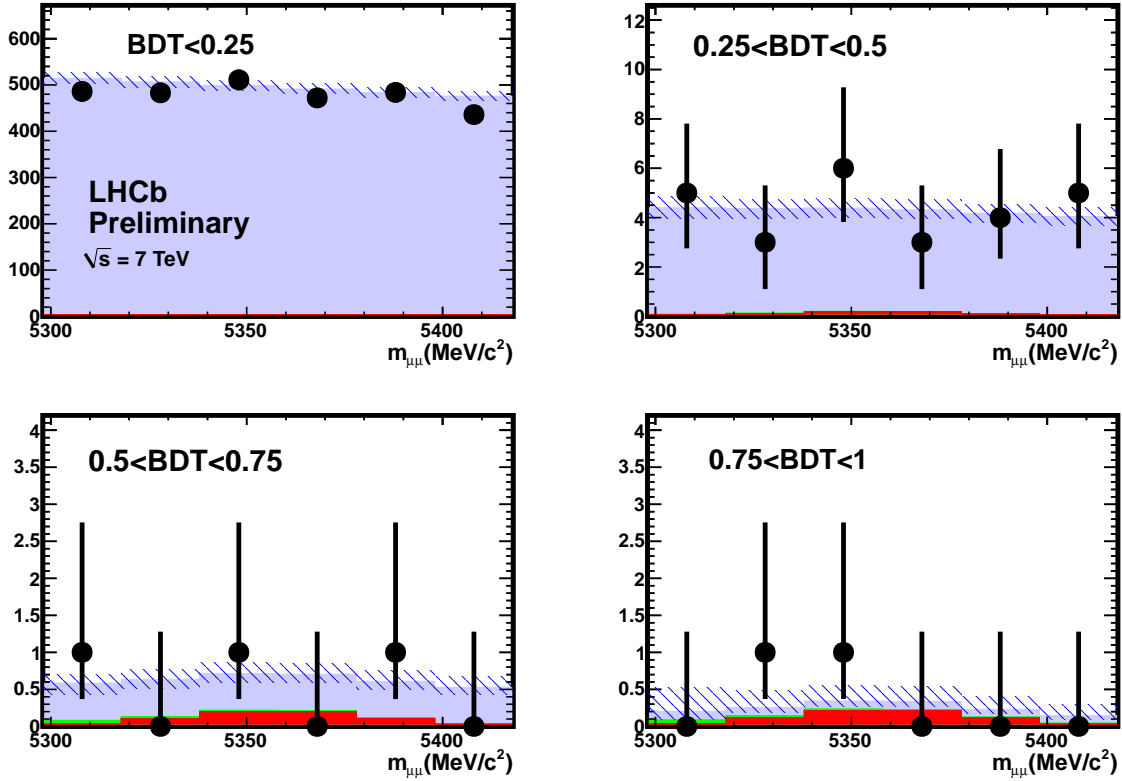 BDT<0.25
600
500
400
300
200
100
0
LHCb
Preliminary
√s = 7 TeV
5300 5350 5400
m_μμ(MeV/c²)
0.25<BDT<0.5
12
10
8
6
4
2
0
5300 5350 5400
m_μμ(MeV/c²)
0.5<BDT<0.75
4
3.5
3
2.5
2
1.5
1
0.5
0
5300 5350 5400
m_μμ(MeV/c²)
0.75<BDT<1
4
3.5
3
2.5
2
1.5
1
0.5
0
5300 5350 5400
m_μμ(MeV/c²)